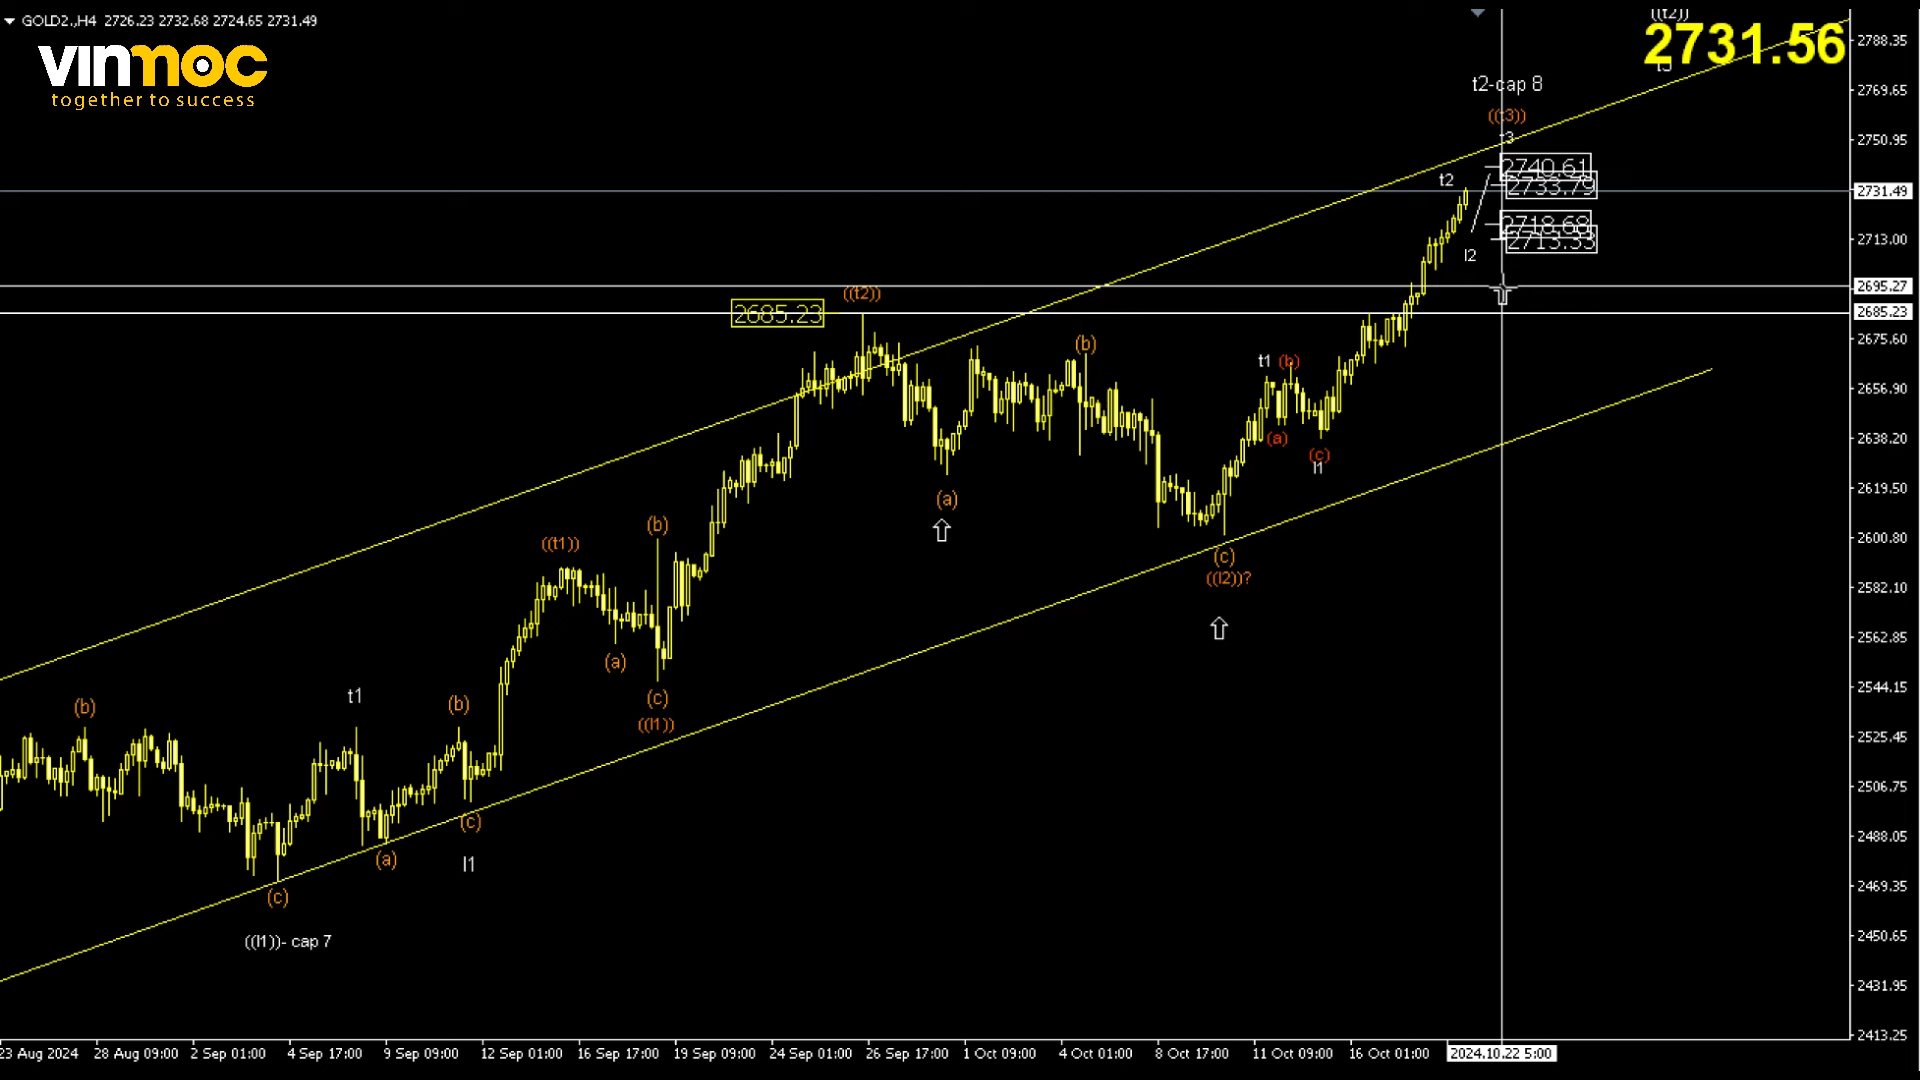 GOLD2.,H4 2726.23 2732.68 2724.65 2731.49
vinmoc
together to success
((t2))
2731.56
t3
t2-cap 8
((t3))
t3
2740.61
2733.79
t2
2718.68
2713.33
l2
2685.23
((t2))
(b)
t1 (b)
(a)
(c)
l1
(a)
(c)
((l2))?
(b)
((t1))
(a)
(c)
((l1))
(b)
t1
(b)
(c)
(a)
l1
(c)
((l1))- cap 7
2788.35
2769.65
2750.95
2731.49
2713.00
2695.27
2685.23
2675.60
2656.90
2638.20
2619.50
2600.80
2582.10
2562.85
2544.15
2525.45
2506.75
2488.05
2469.35
2450.65
2431.95
2413.25
23 Aug 2024 28 Aug 09:00 2 Sep 01:00 4 Sep 17:00 9 Sep 09:00 12 Sep 01:00 16 Sep 17:00 19 Sep 09:00 24 Sep 01:00 26 Sep 17:00 1 Oct 09:00 4 Oct 01:00 8 Oct 17:00 11 Oct 09:00 16 Oct 01:00 2024.10.22 5:00